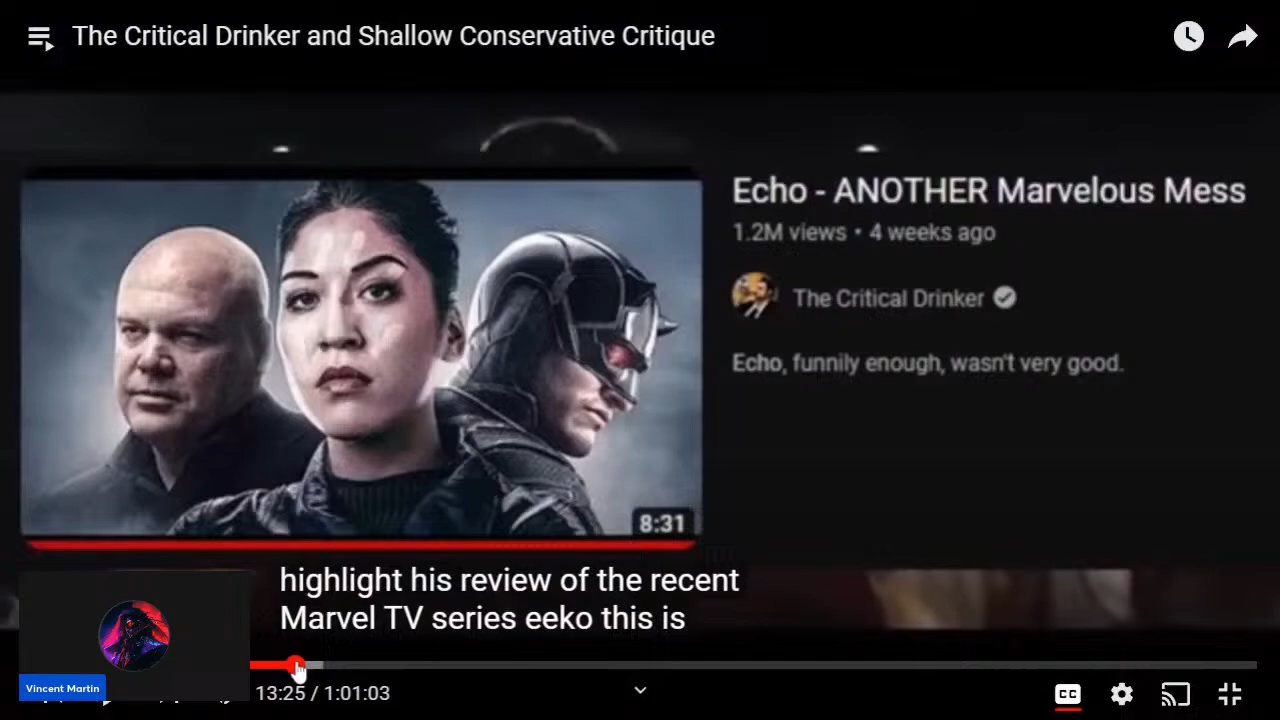 The Critical Drinker and Shallow Conservative Critique
Echo - ANOTHER Marvelous Mess
1.2M views • 4 weeks ago
The Critical Drinker
Echo, funnily enough, wasn't very good.
8:31
highlight his review of the recent
Marvel TV series eeko this is
Vincent Martin
13:25 / 1:01:03
CC